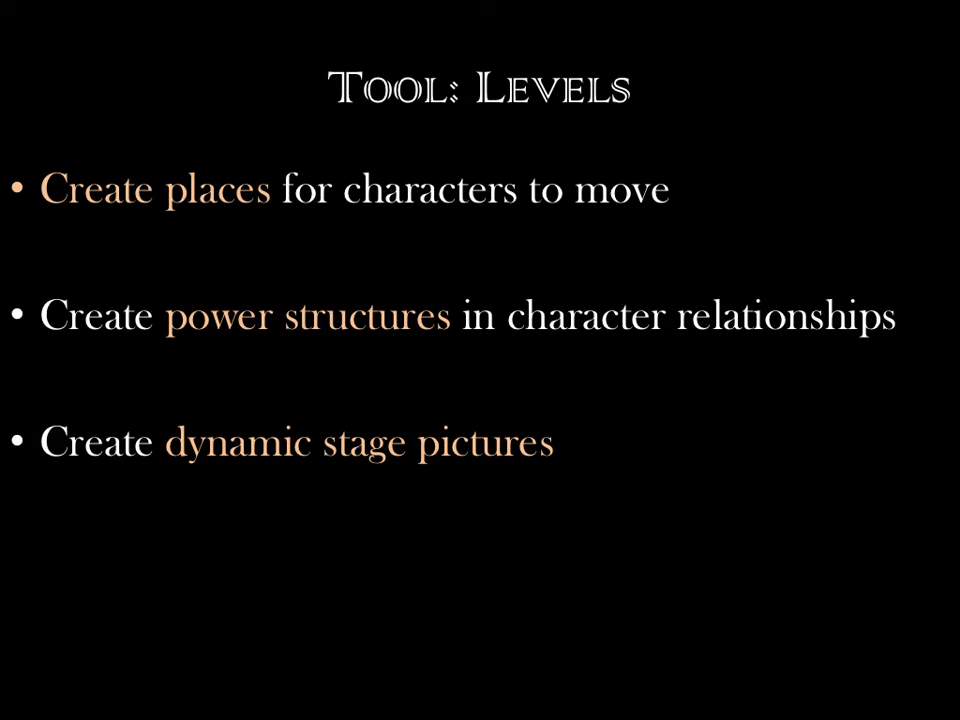 Tool: Levels
• Create places for characters to move
• Create power structures in character relationships
• Create dynamic stage pictures